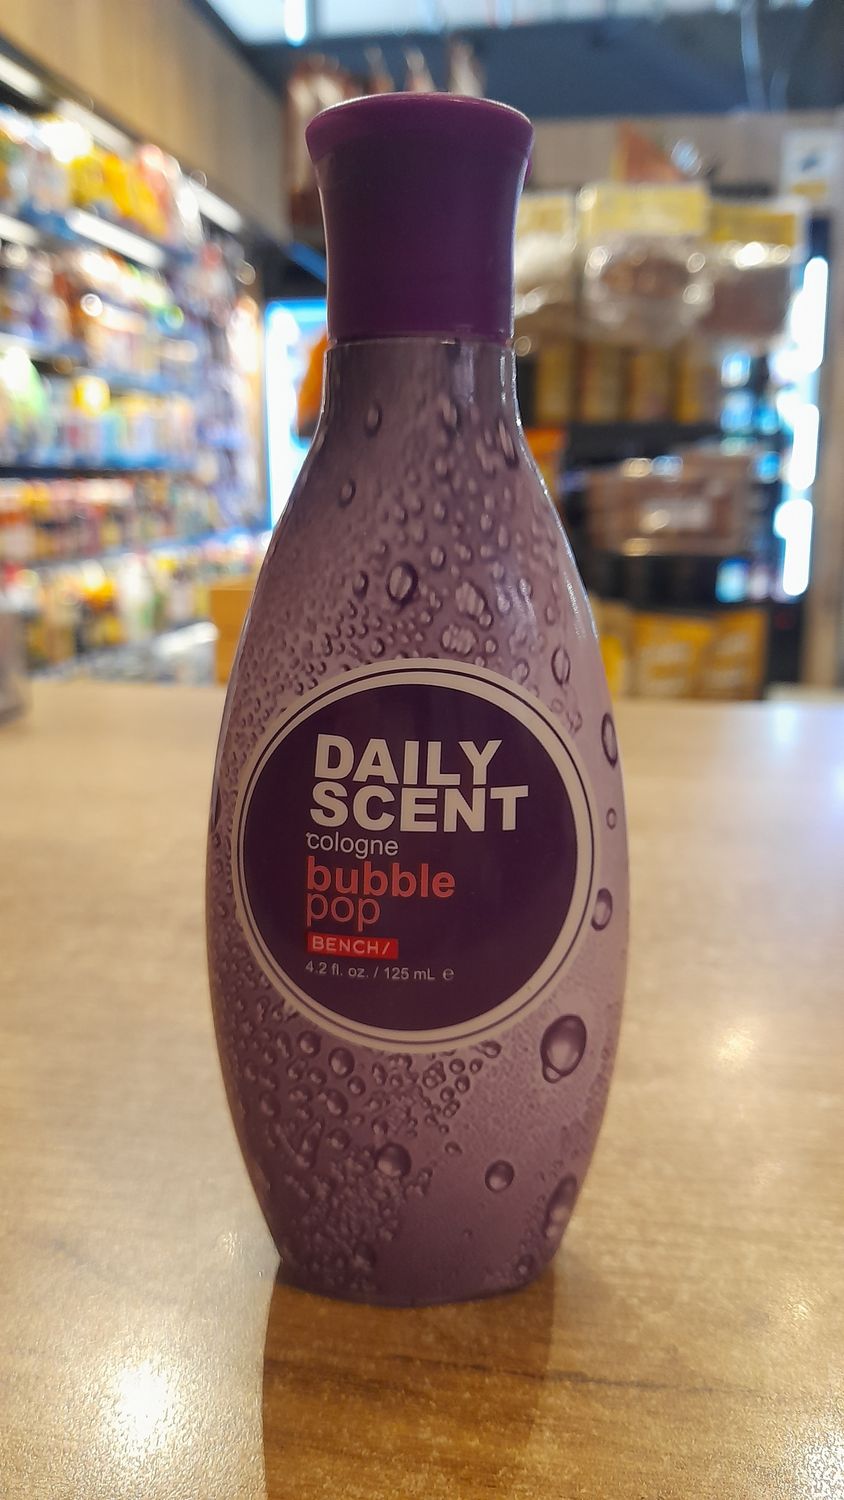 DAILY
SCENT
cologne
bubble
pop
BENCH/
4.2 fl. oz. / 125 mL ℮